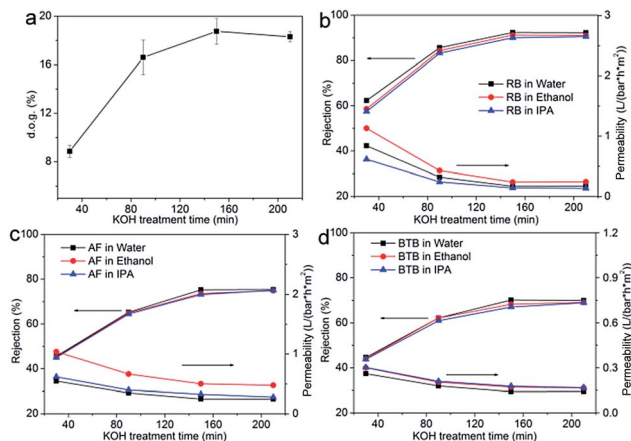 a
d.o.g. (%)
20
16
12
8
40 80 120 160 200
KOH treatment time (min)
b
Rejection (%)
100
80
60
40
20
RB in Water
RB in Ethanol
RB in IPA
3
2
1
0
Permeability (L/(bar*h*m²))
40 80 120 160 200
KOH treatment time (min)
c
Rejection (%)
100
80
60
40
20
AF in Water
AF in Ethanol
AF in IPA
3
2
1
0
Permeability (L/(bar*h*m²))
40 80 120 160 200
KOH treatment time (min)
d
Rejection (%)
100
80
60
40
20
BTB in Water
BTB in Ethanol
BTB in IPA
1.2
0.9
0.6
0.3
0.0
Permeability (L/(bar*h*m²))
40 80 120 160 200
KOH treatment time (min)